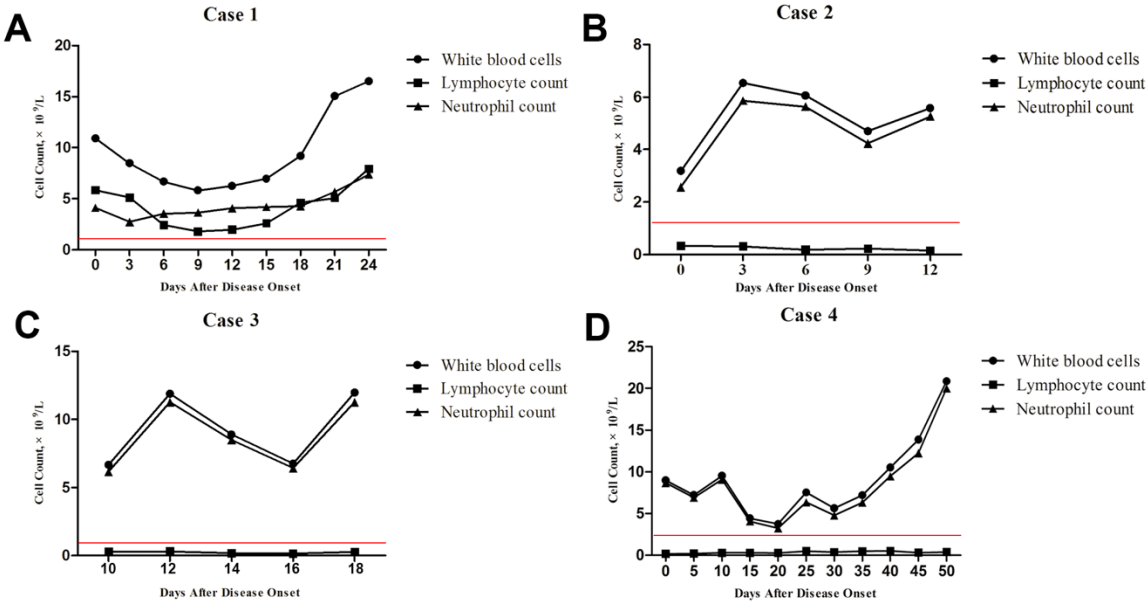 A
Case 1
Cell Count, × 10 9/L
20
15
10
5
0
0 3 6 9 12 15 18 21 24
Days After Disease Onset
White blood cells
Lymphocyte count
Neutrophil count
B
Case 2
Cell Count, × 10 9/L
8
6
4
2
0
0 3 6 9 12
Days After Disease Onset
White blood cells
Lymphocyte count
Neutrophil count
C
Case 3
Cell Count, × 10 9/L
15
10
5
0
10 12 14 16 18
Days After Disease Onset
White blood cells
Lymphocyte count
Neutrophil count
D
Case 4
Cell Count, × 10 9/L
25
20
15
10
5
0
0 5 10 15 20 25 30 35 40 45 50
Days After Disease Onset
White blood cells
Lymphocyte count
Neutrophil count